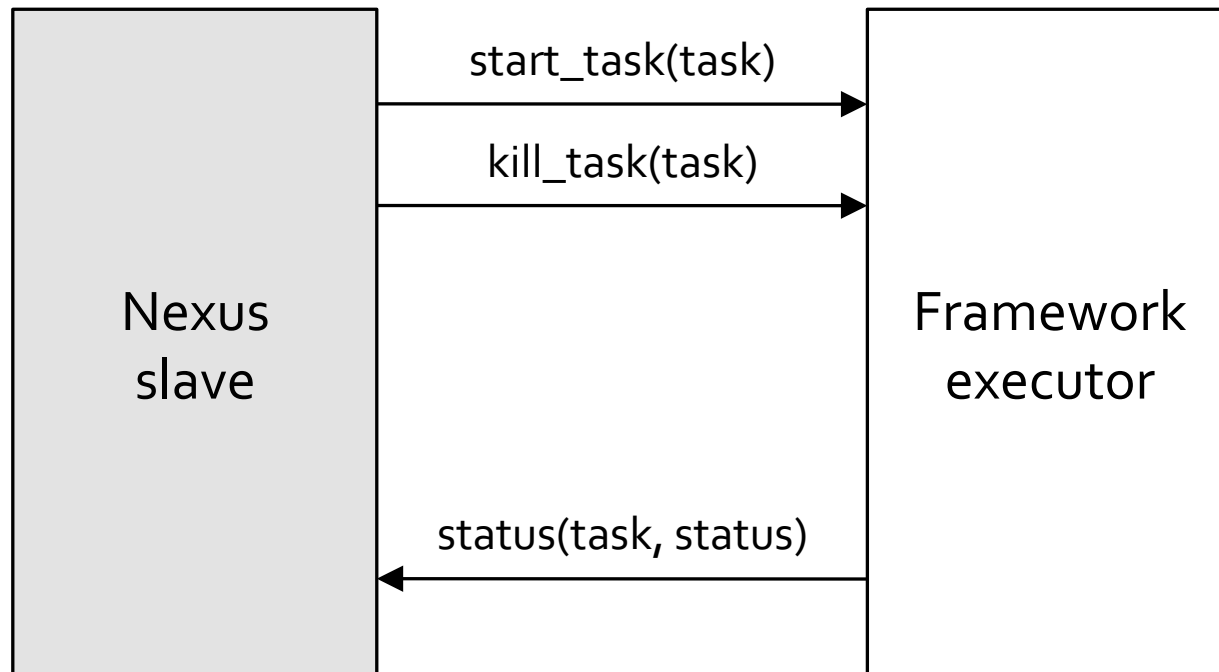 start_task(task)
kill_task(task)
Nexus
slave
Framework
executor
status(task, status)